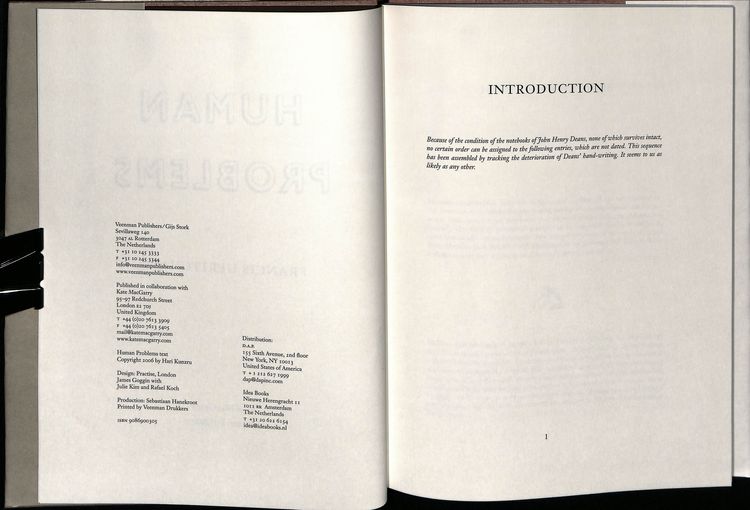 Veenman Publishers/Gijs Stork
Sevillaweg 140
3047 AL Rotterdam
The Netherlands
T +31 10 245 3333
F +31 10 245 3344
info@veenmanpublishers.com
www.veenmanpublishers.com
Published in collaboration with
Kate MacGarry
95-97 Redchurch Street
London E2 7DJ
United Kingdom
T +44 (0)20 7613 3909
F +44 (0)20 7613 5405
mail@katemacgarry.com
www.katemacgarry.com
Human Problems text
Copyright 2006 by Hari Kunzru
Design: Practise, London
James Goggin with
Julie Kim and Rafael Koch
Production: Sebastiaan Hanekroot
Printed by Veenman Drukkers
ISBN 9086900305
Distribution:
D.A.P.
155 Sixth Avenue, 2nd floor
New York, NY 10013
United States of America
T + 1 212 627 1999
dap@dapinc.com
Idea Books
Nieuwe Herengracht 11
1011 RK Amsterdam
The Netherlands
T +31 20 622 6154
idea@ideabooks.nl
INTRODUCTION
Because of the condition of the notebooks of John Henry Deans, none of which survives intact,
no certain order can be assigned to the following entries, which are not dated. This sequence
has been assembled by tracking the deterioration of Deans' hand-writing. It seems to us as
likely as any other.
1